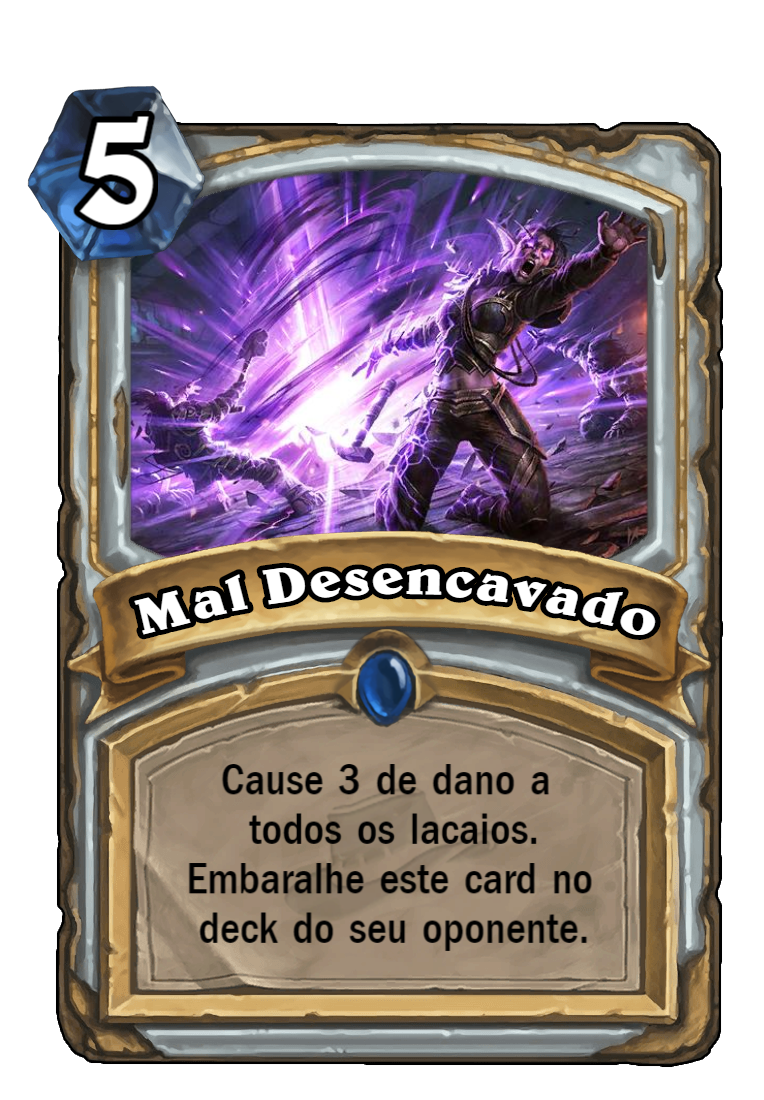 5
Mal Desencavado
Cause 3 de dano a
todos os lacaios.
Embaralhe este card no
deck do seu oponente.